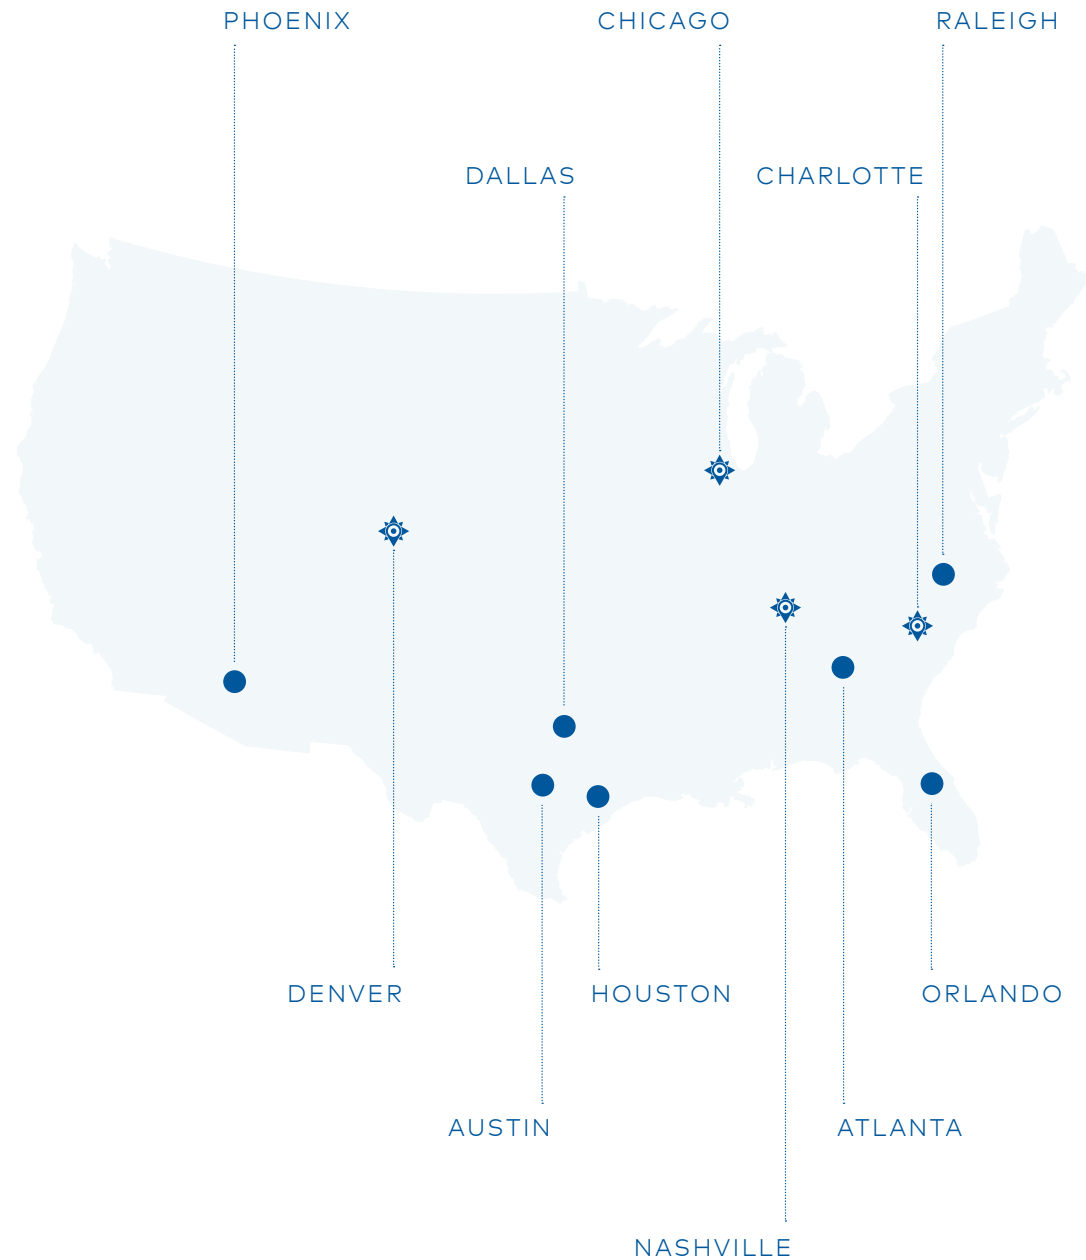 PHOENIX
CHICAGO
RALEIGH
DALLAS
CHARLOTTE
DENVER
HOUSTON
ORLANDO
AUSTIN
ATLANTA
NASHVILLE